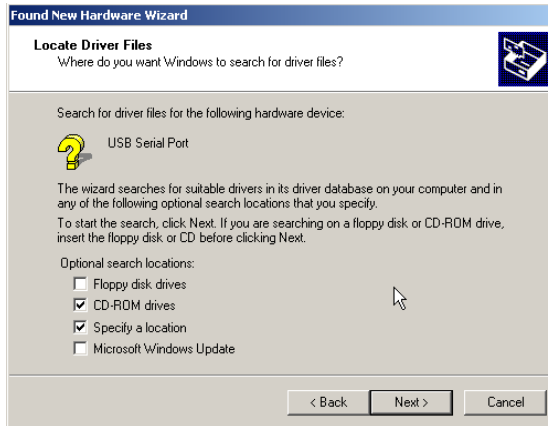 Found New Hardware Wizard
Locate Driver Files
Where do you want Windows to search for driver files?
Search for driver files for the following hardware device:
USB Serial Port
The wizard searches for suitable drivers in its driver database on your computer and in
any of the following optional search locations that you specify.
To start the search, click Next. If you are searching on a floppy disk or CD-ROM drive,
insert the floppy disk or CD before clicking Next.
Optional search locations:
Floppy disk drives
CD-ROM drives
Specify a location
Microsoft Windows Update
< Back Next > Cancel